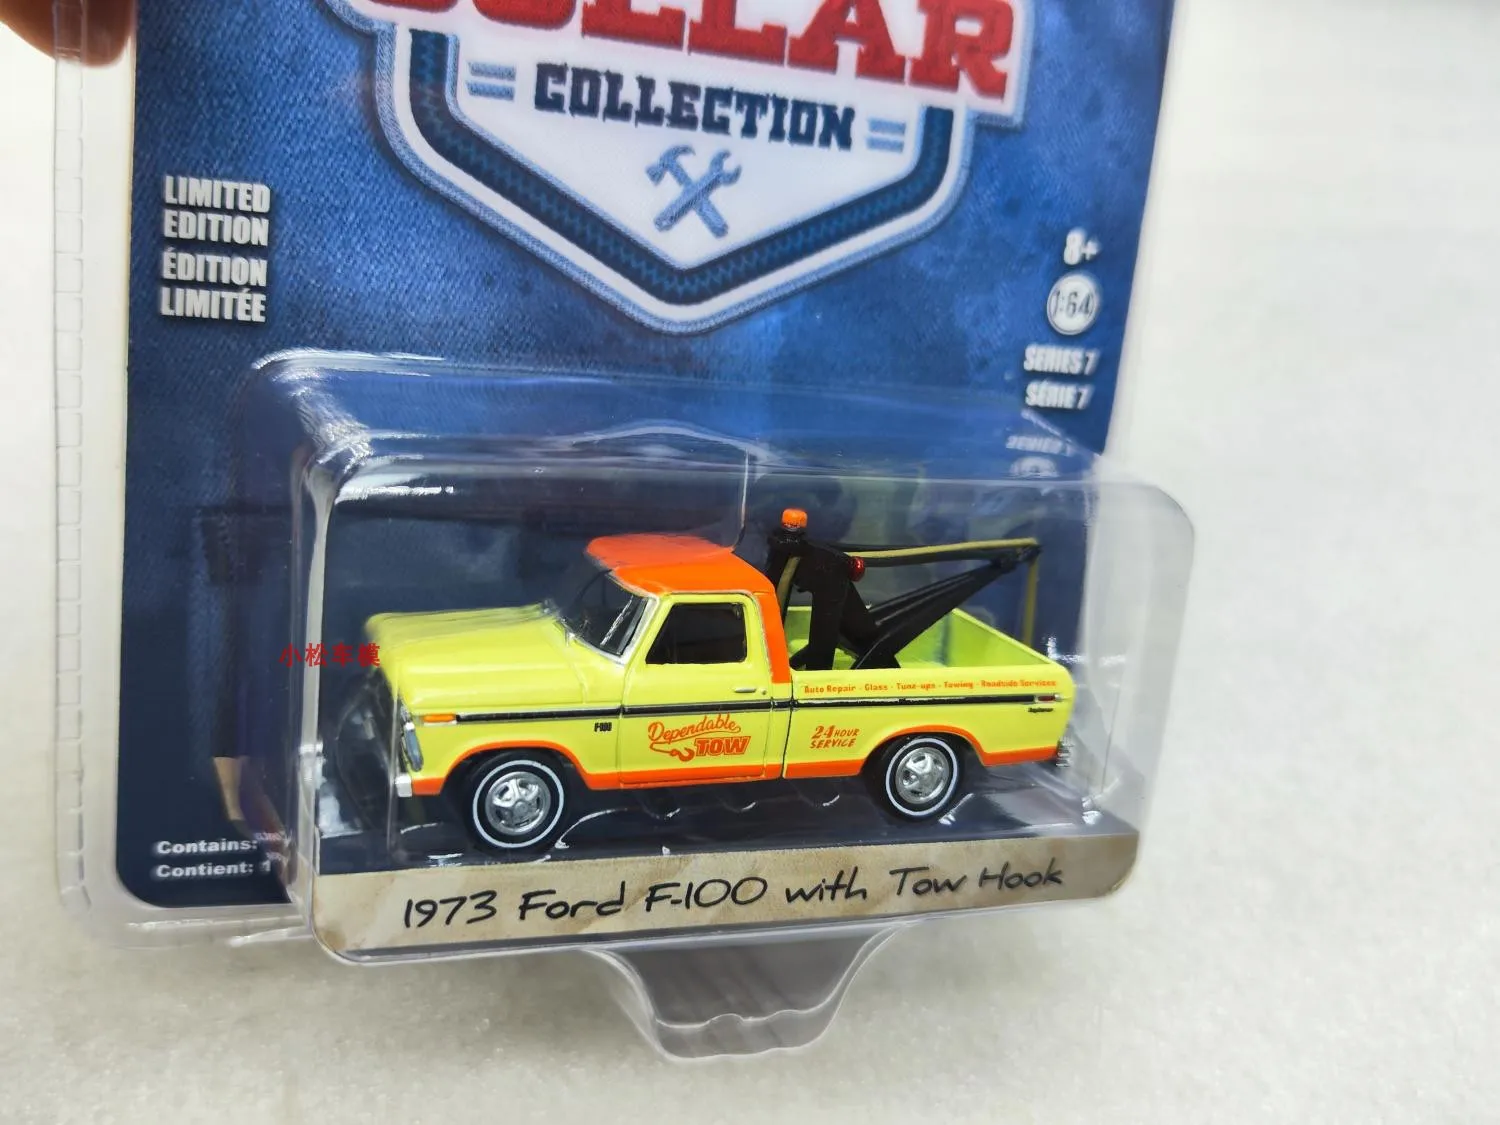 COLLAR
COLLECTION
LIMITED
EDITION
ÉDITION
LIMITÉE
8+
1:64
SERIES 7
SÉRIE 7
小松车模
Auto Repair - Glass - Tune-ups - Towing - Roadside Services
F100
Dependable
TOW
24 HOUR
SERVICE
Contains:
Contient: 1
1973 Ford F-100 with Tow Hook